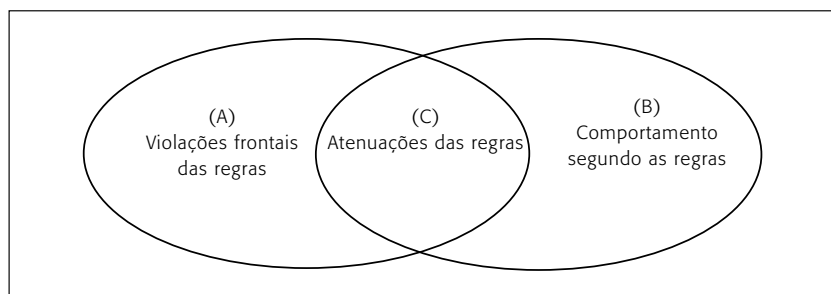 (A)
Violações frontais
das regras
(C)
Atenuações das regras
(B)
Comportamento
segundo as regras